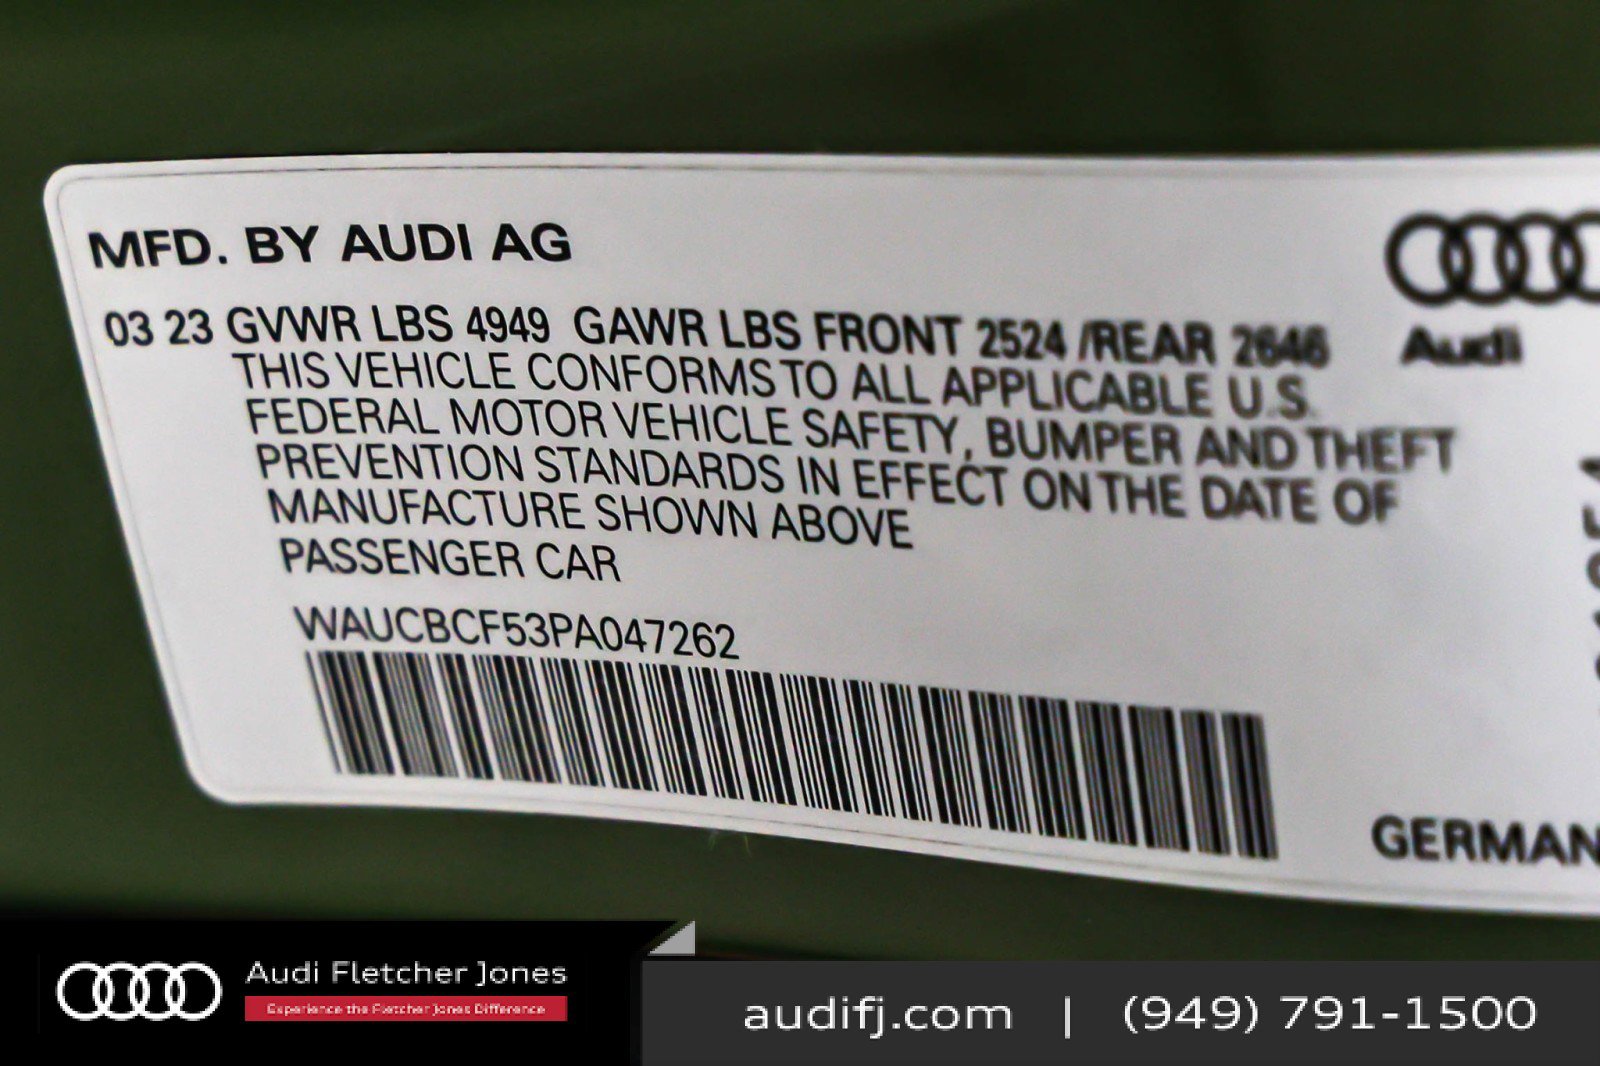 MFD. BY AUDI AG
03 23 GVWR LBS 4949 GAWR LBS FRONT 2524 /REAR 2646
THIS VEHICLE CONFORMS TO ALL APPLICABLE U.S.
FEDERAL MOTOR VEHICLE SAFETY, BUMPER AND THEFT
PREVENTION STANDARDS IN EFFECT ON THE DATE OF
MANUFACTURE SHOWN ABOVE
PASSENGER CAR
WAUCBCF53PA047262
Audi
GERMAN
Audi Fletcher Jones
Experience the Fletcher Jones Difference
audifj.com | (949) 791-1500